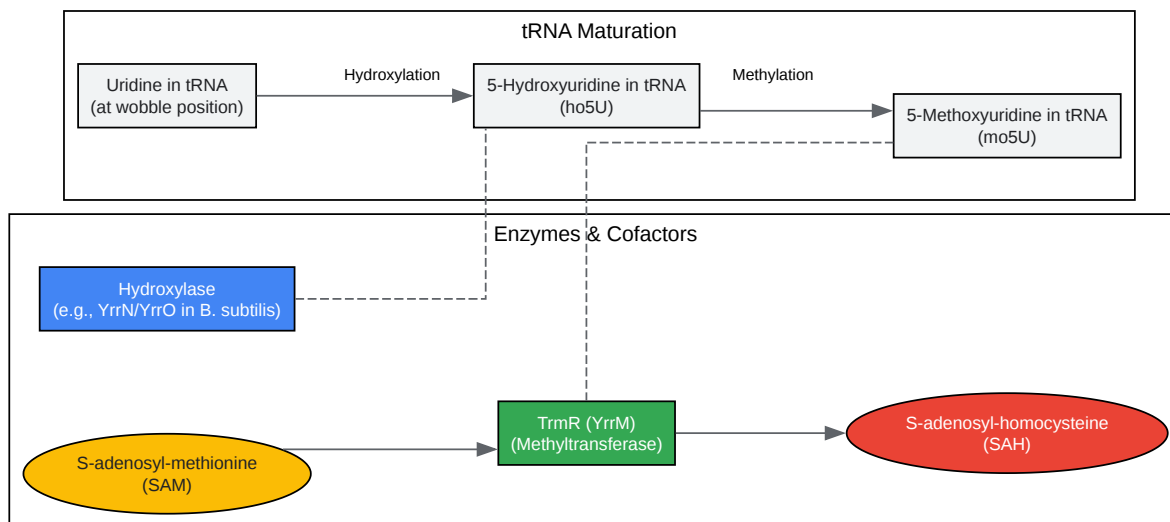 tRNA Maturation
Uridine in tRNA
(at wobble position)
Hydroxylation
5-Hydroxyuridine in tRNA
(ho5U)
Methylation
5-Methoxyuridine in tRNA
(mo5U)
Enzymes & Cofactors
Hydroxylase
(e.g., YrrN/YrrO in B. subtilis)
S-adenosyl-methionine
(SAM)
TrmR (YrrM)
(Methyltransferase)
S-adenosyl-homocysteine
(SAH)